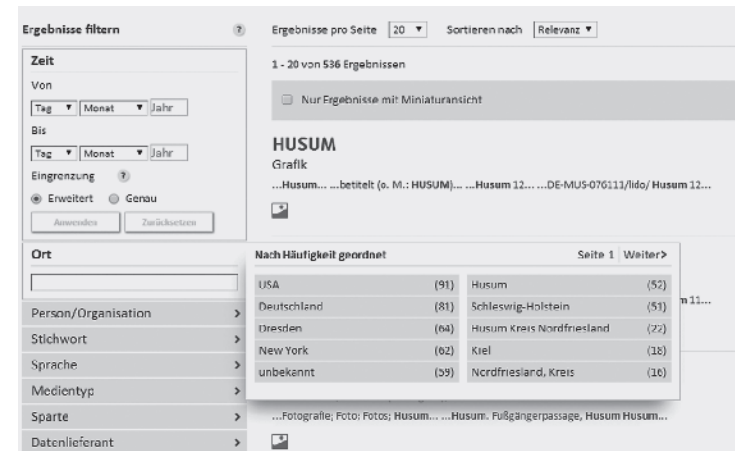 Ergebnisse filtern ?
Zeit
Von
Tag Monat Jahr
Bis
Tag Monat Jahr
Eingrenzung ?
Erweitert Genau
Anwenden Zurücksetzen
Ort
Person/Organisation >
Stichwort >
Sprache >
Medientyp >
Sparte >
Datenlieferant >
Ergebnisse pro Seite 20 Sortieren nach Relevanz
1 - 20 von 536 Ergebnissen
Nur Ergebnisse mit Miniaturansicht
HUSUM
Grafik
...Husum... ...betitelt (o. M.: HUSUM)... ...Husum 12... ...DE-MUS-076111/lido/ Husum 12...
Nach Häufigkeit geordnet Seite 1 Weiter>
USA (91) Husum (52)
Deutschland (81) Schleswig-Holstein (51)
Dresden (64) Husum Kreis Nordfriesland (22)
New York (62) Kiel (18)
unbekannt (59) Nordfriesland, Kreis (16)
m 11...
...Fotografie; Foto: Fotos; Husum... ...Husum. Fußgängerpassage, Husum Husum...